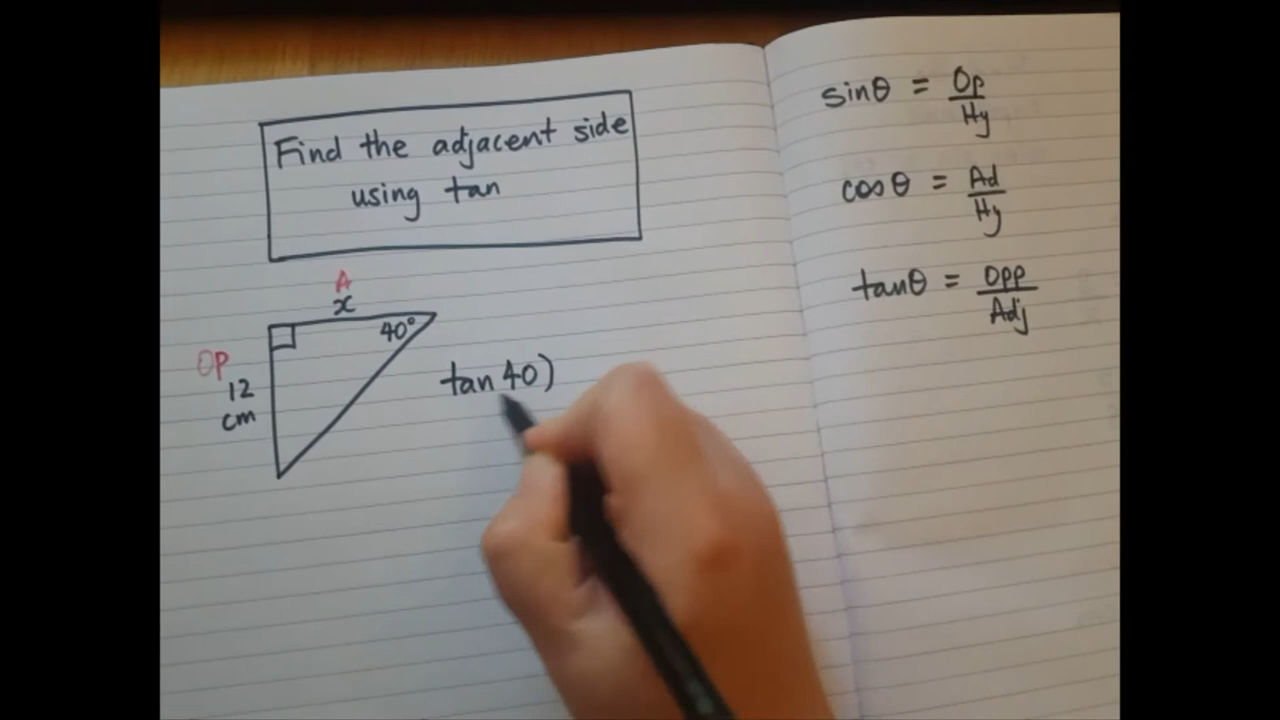 Find the adjacent side
using tan
A
x
40°
OP
12
cm
tan 40)
sinθ = Op/Hy
cosθ = Ad/Hy
tanθ = Opp/Adj